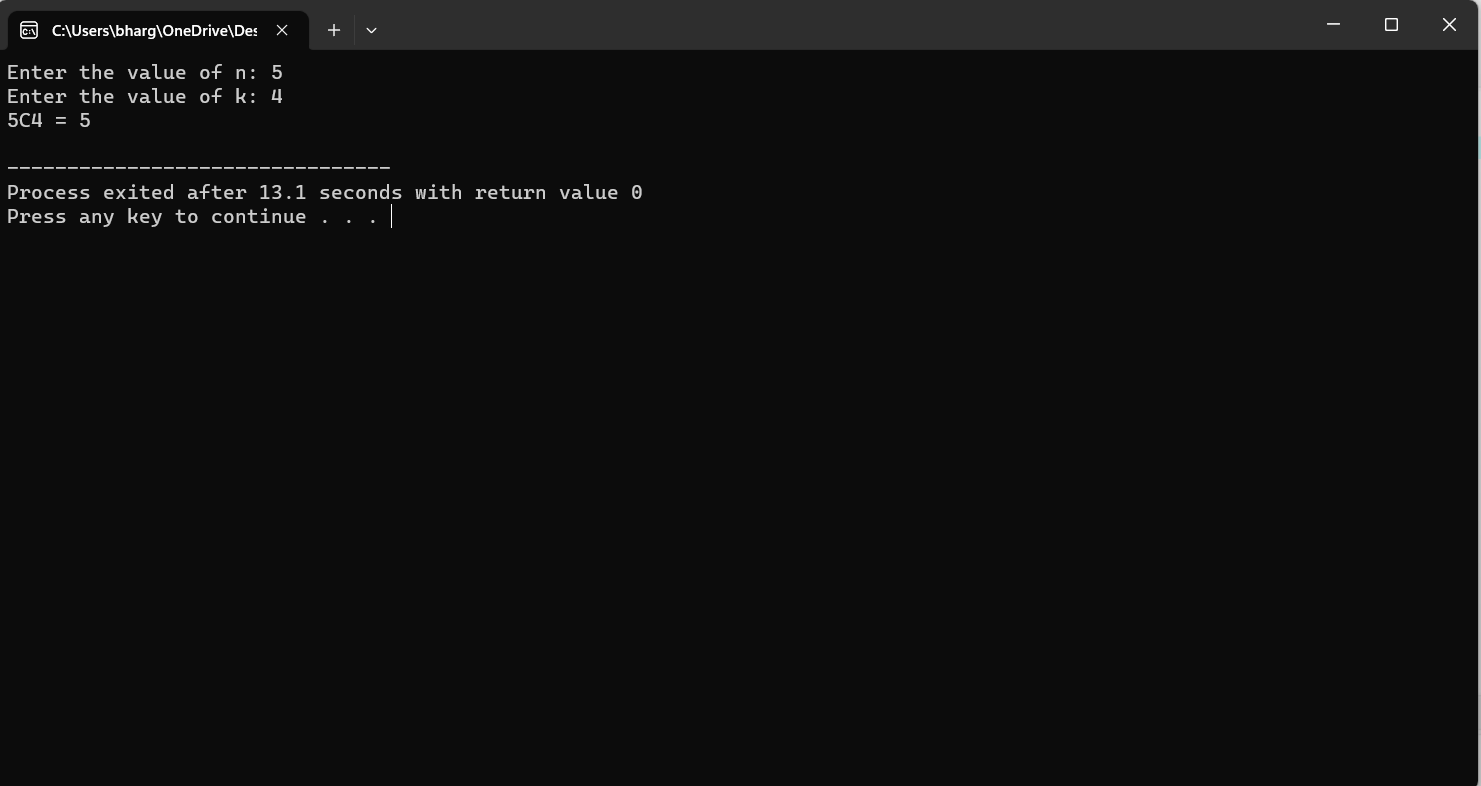 C:\Users\bharg\OneDrive\Des
Enter the value of n: 5
Enter the value of k: 4
5C4 = 5
--------------------------------
Process exited after 13.1 seconds with return value 0
Press any key to continue . . .